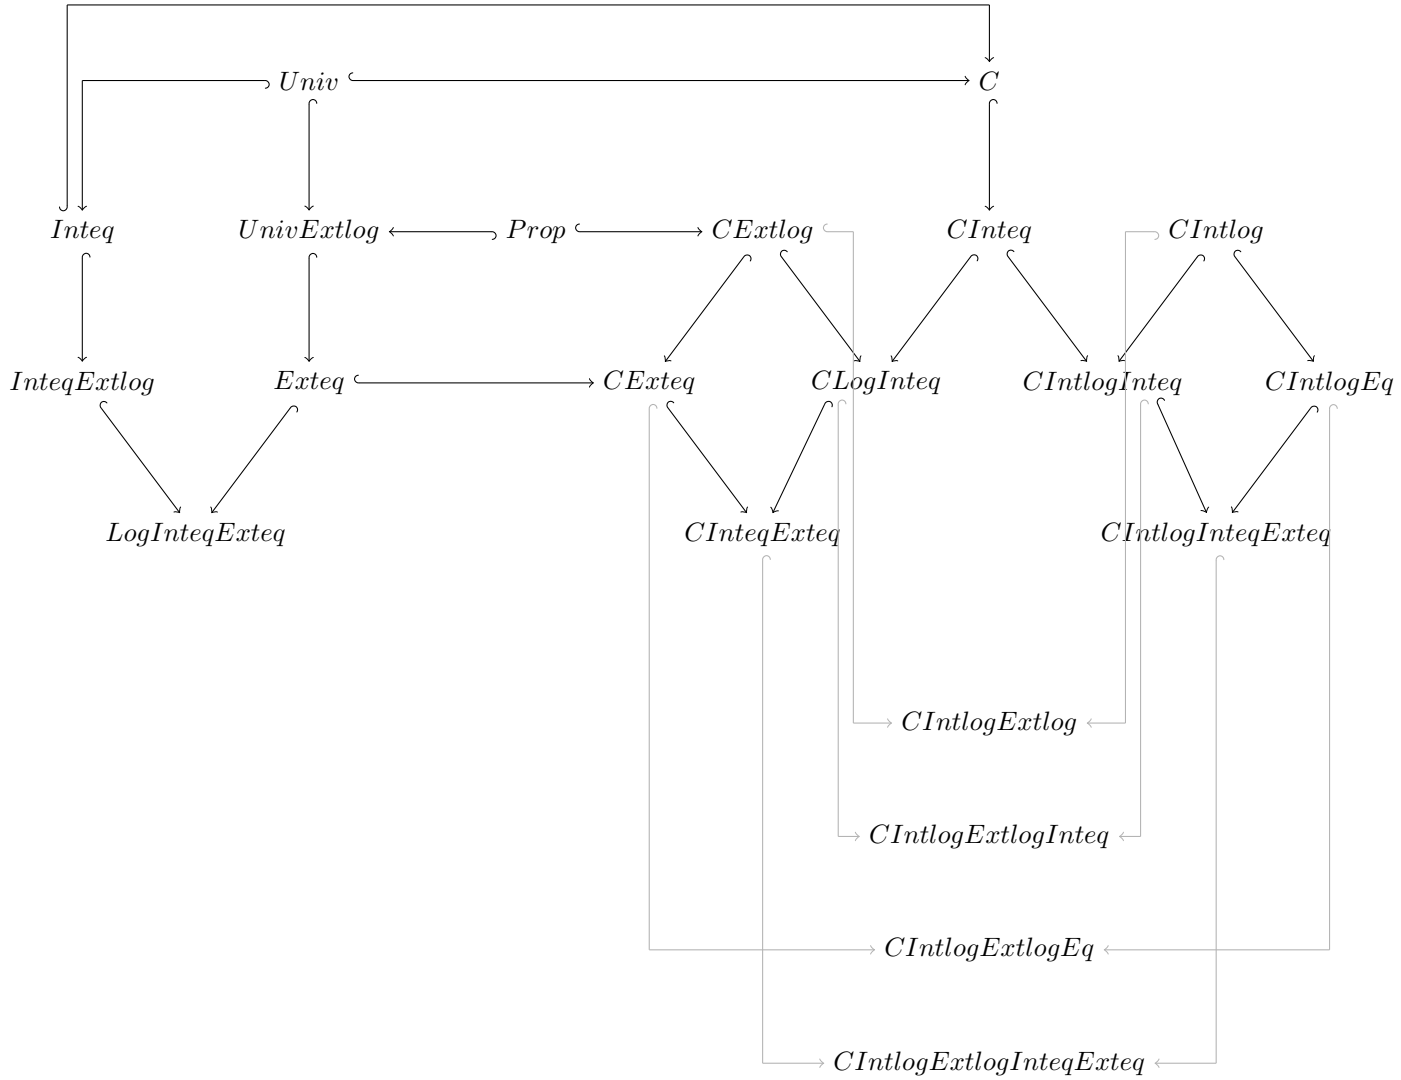 Univ C
Inteq UnivExtlog Prop CExtlog CInteq CIntlog
InteqExtlog Exteq CExteq CLogInteq CIntlogInteq CIntlogEq
LogInteqExteq CInteqExteq CIntlogInteqExteq
CIntlogExtlog
CIntlogExtlogInteq
CIntlogExtlogEq
CIntlogExtlogInteqExteq